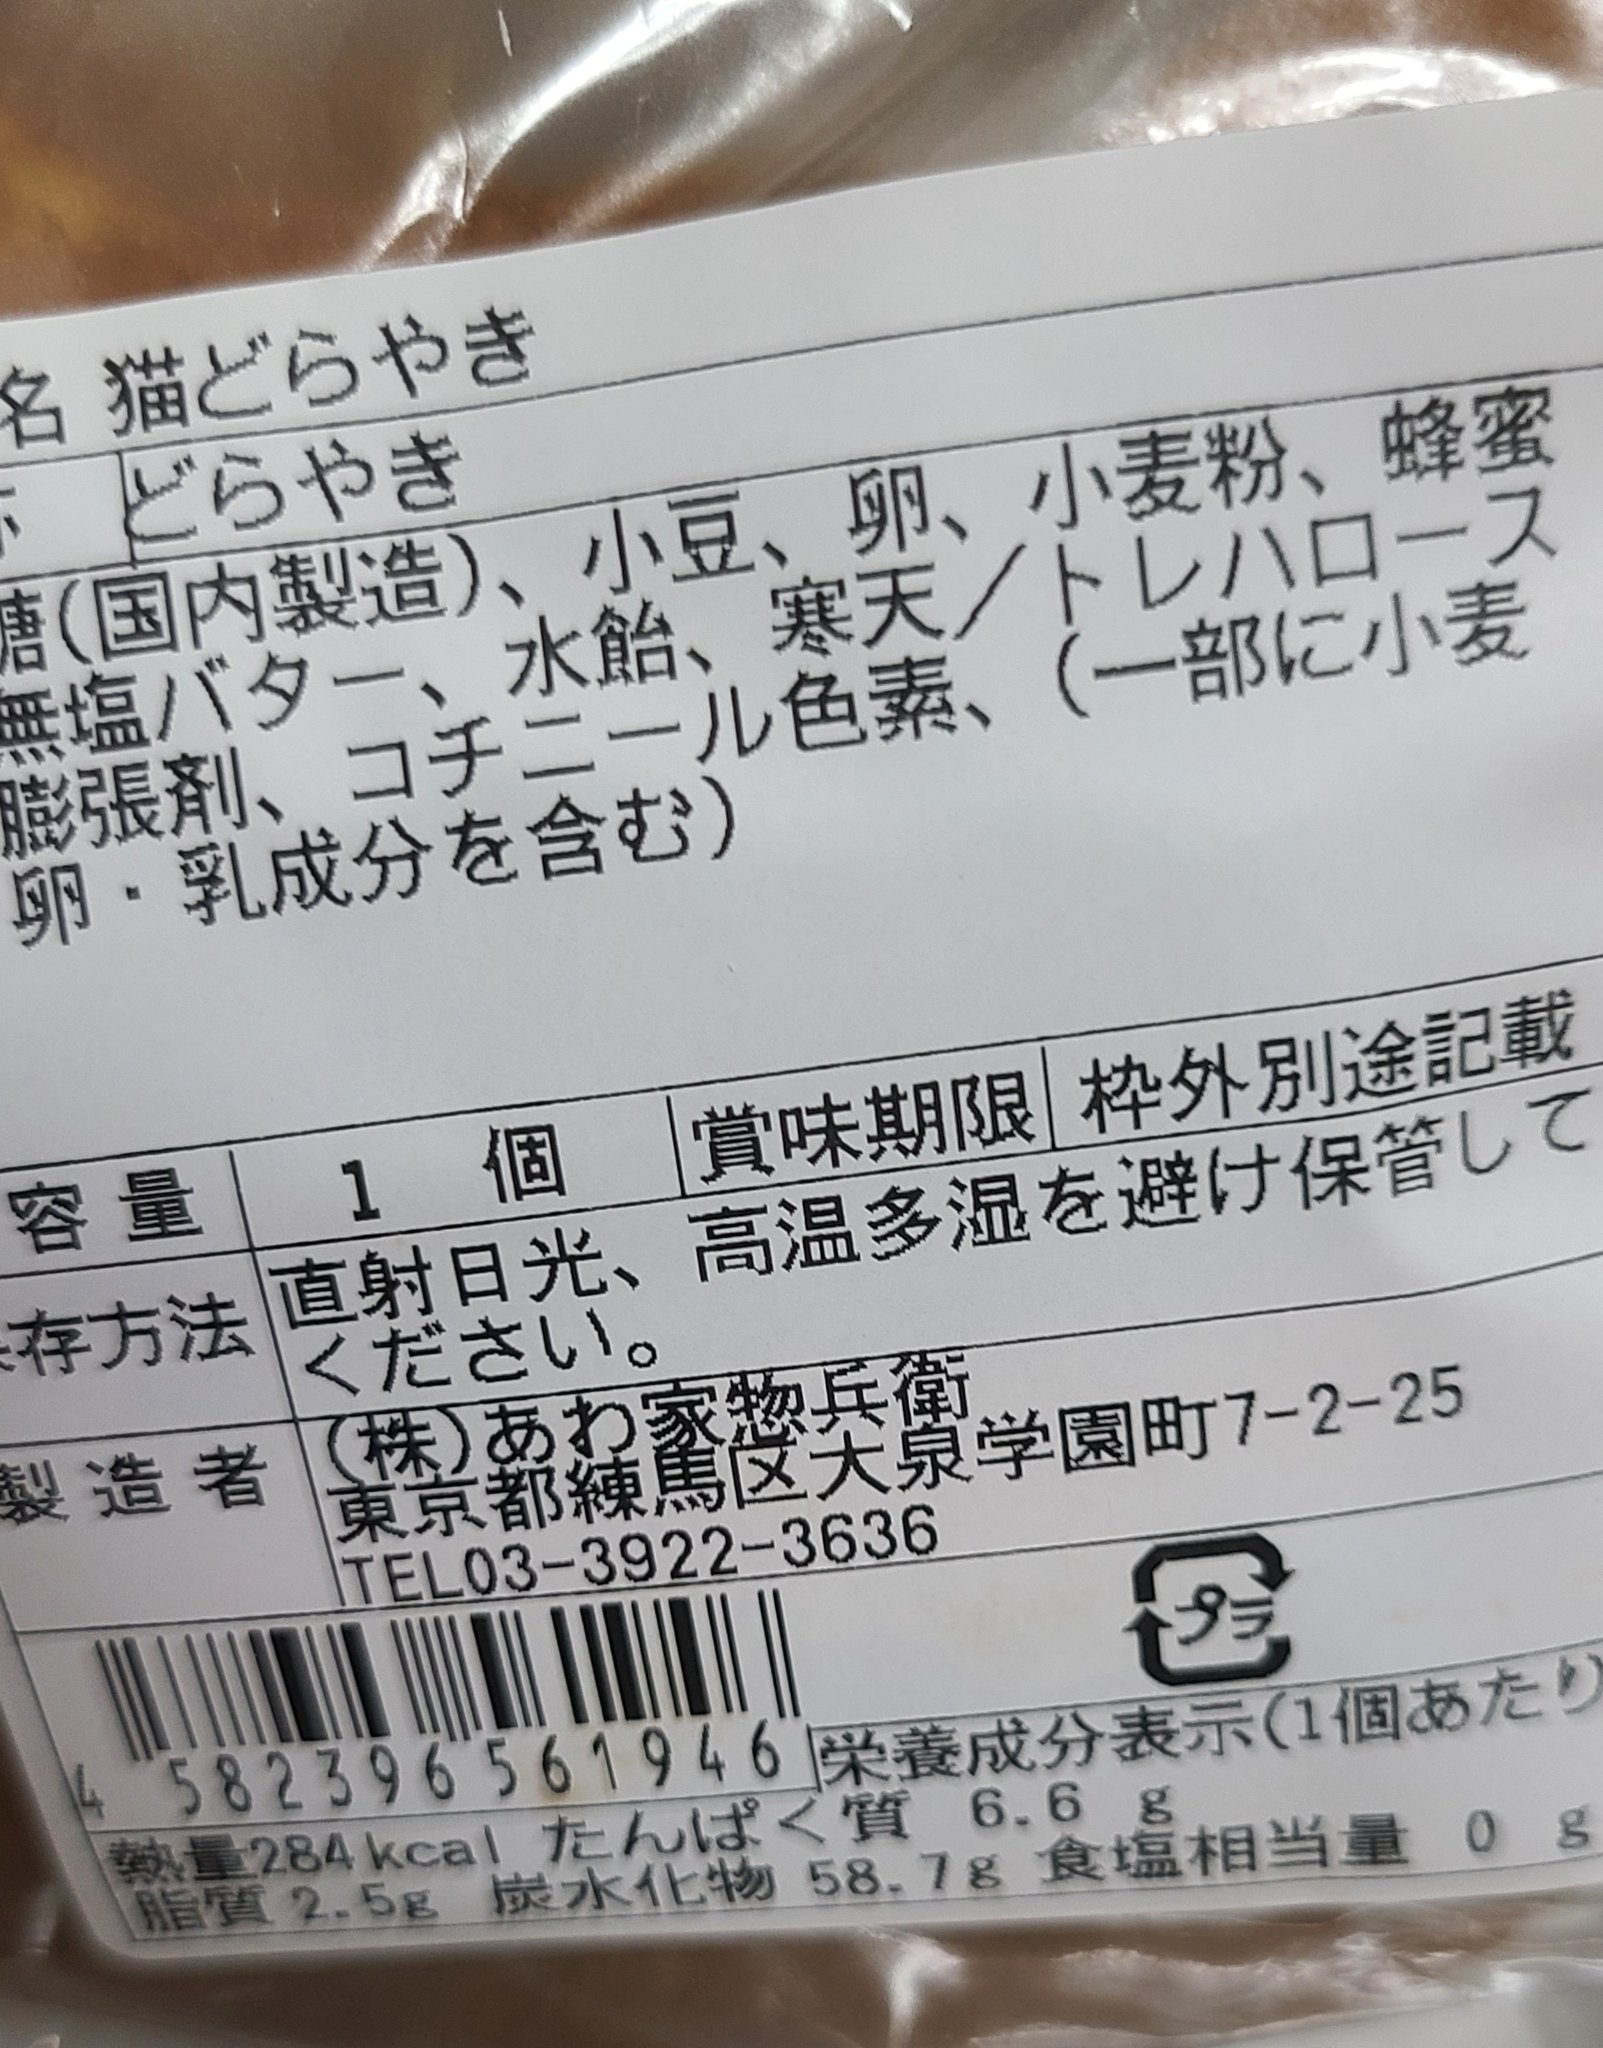 名 猫どらやき
どらやき
糖(国内製造)、小豆、卵、小麦粉、蜂蜜
無塩バター、水飴、寒天／トレハロース
膨張剤、コチニール色素、(一部に小麦
卵・乳成分を含む)
容量 1 個 賞味期限 枠外別途記載
存方法 直射日光、高温多湿を避け保管して
ください。
製造者 (株)あわ家惣兵衛
東京都練馬区大泉学園町7-2-25
TEL03-3922-3636
プラ
4 582396 561946
栄養成分表示(1個あたり
熱量284kcal たんぱく質 6.6 g
脂質 2.5g 炭水化物 58.7g 食塩相当量 0 g